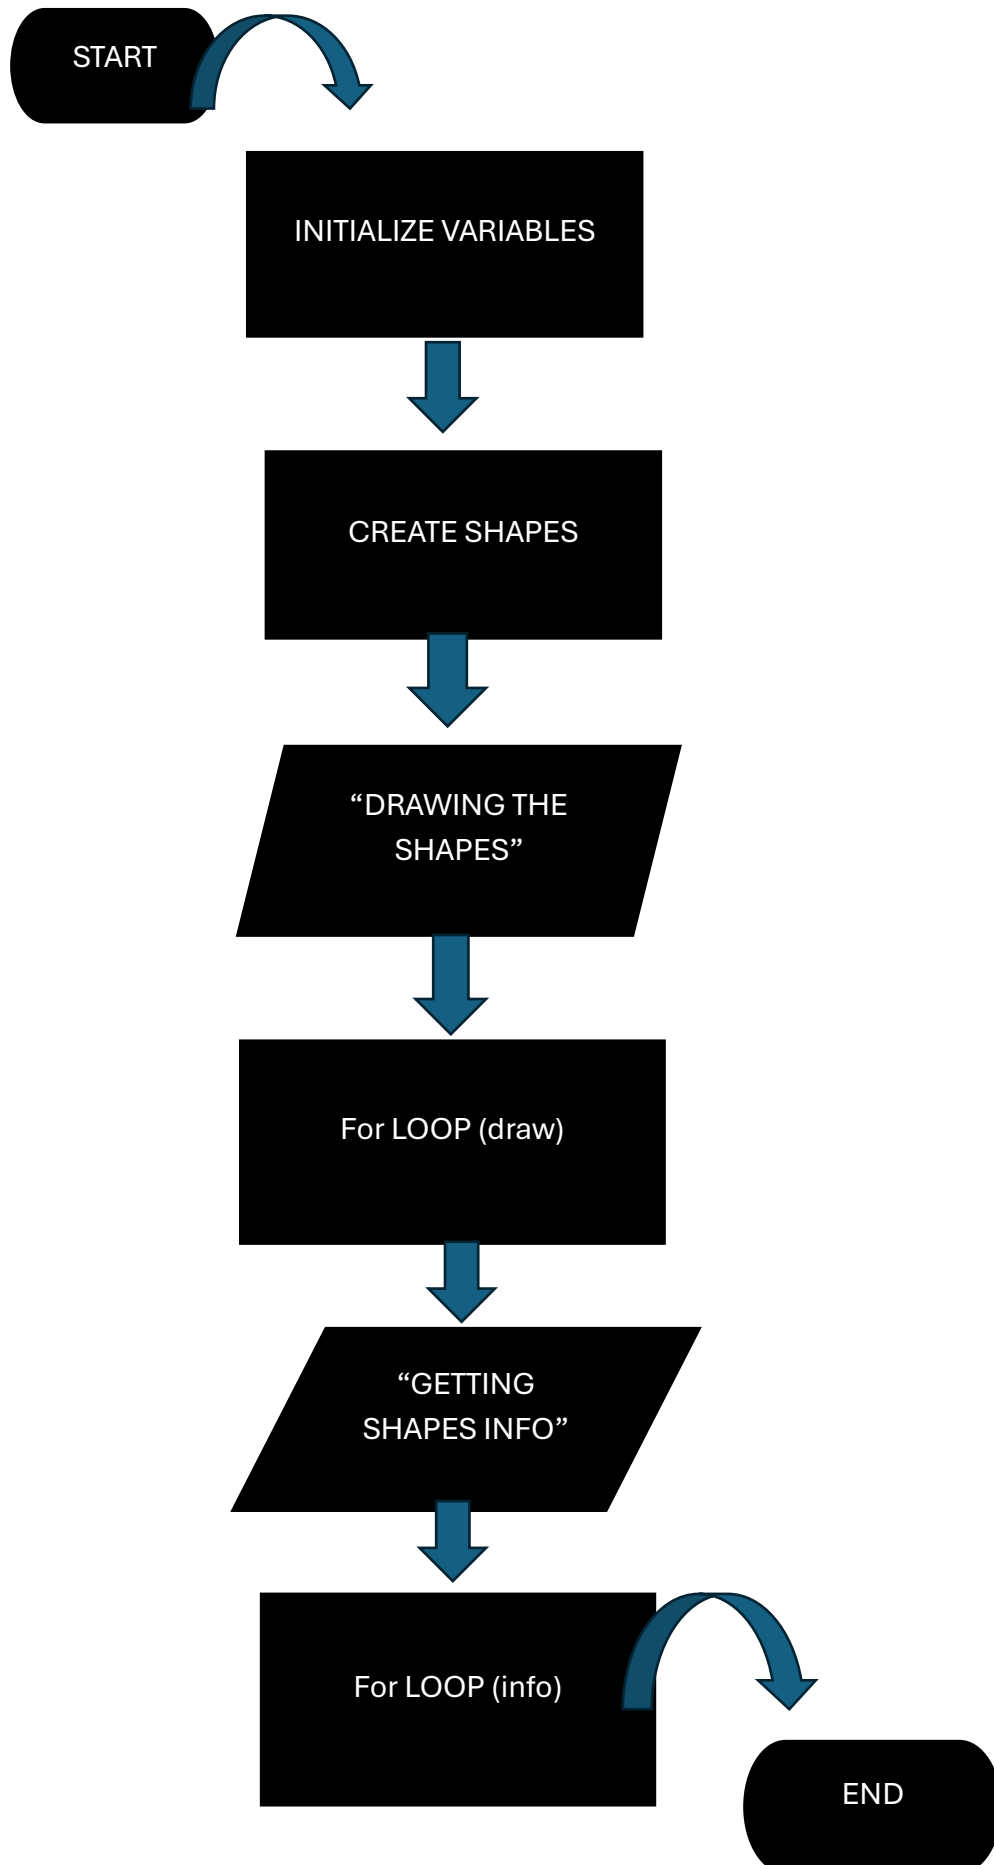 START
INITIALIZE VARIABLES
CREATE SHAPES
“DRAWING THE
SHAPES”
For LOOP (draw)
“GETTING
SHAPES INFO”
For LOOP (info)
END